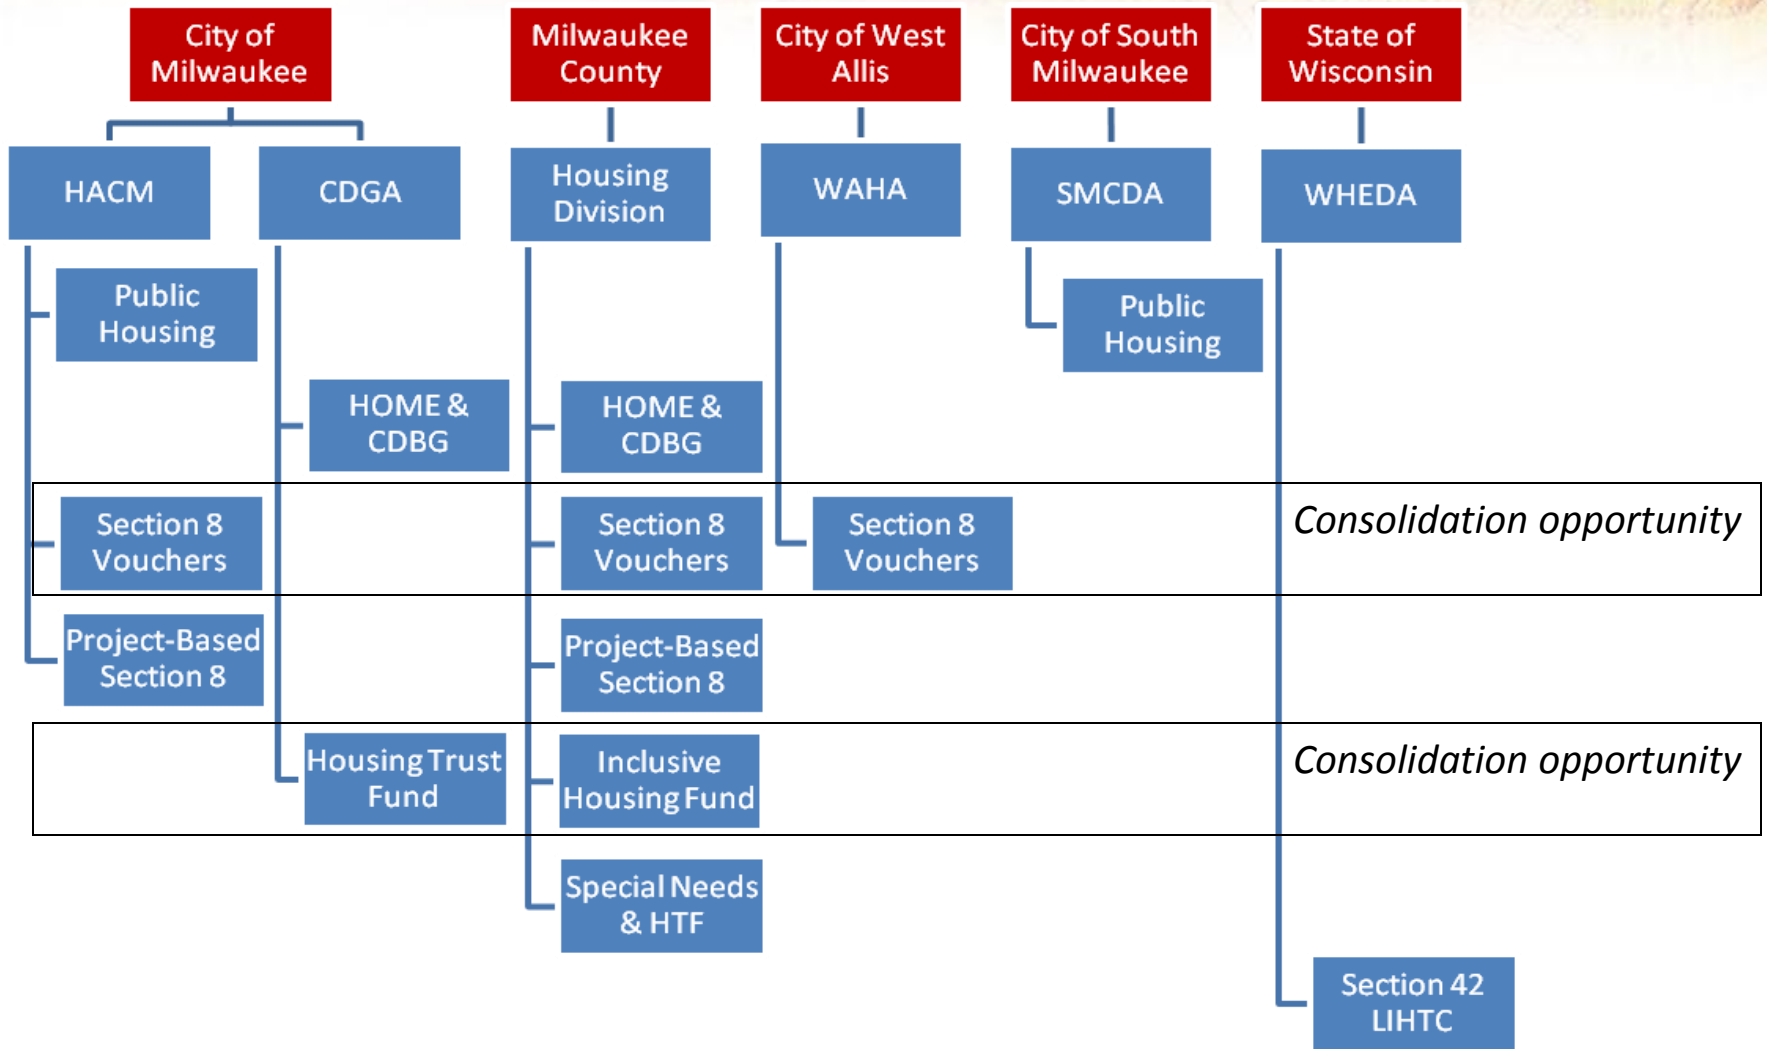 City of
Milwaukee
Milwaukee
County
City of West
Allis
City of South
Milwaukee
State of
Wisconsin
HACM
CDGA
Housing
Division
WAHA
SMCDA
WHEDA
Public
Housing
Public
Housing
HOME &
CDBG
HOME &
CDBG
Section 8
Vouchers
Section 8
Vouchers
Section 8
Vouchers
Consolidation opportunity
Project-Based
Section 8
Project-Based
Section 8
Housing Trust
Fund
Inclusive
Housing Fund
Consolidation opportunity
Special Needs
& HTF
Section 42
LIHTC